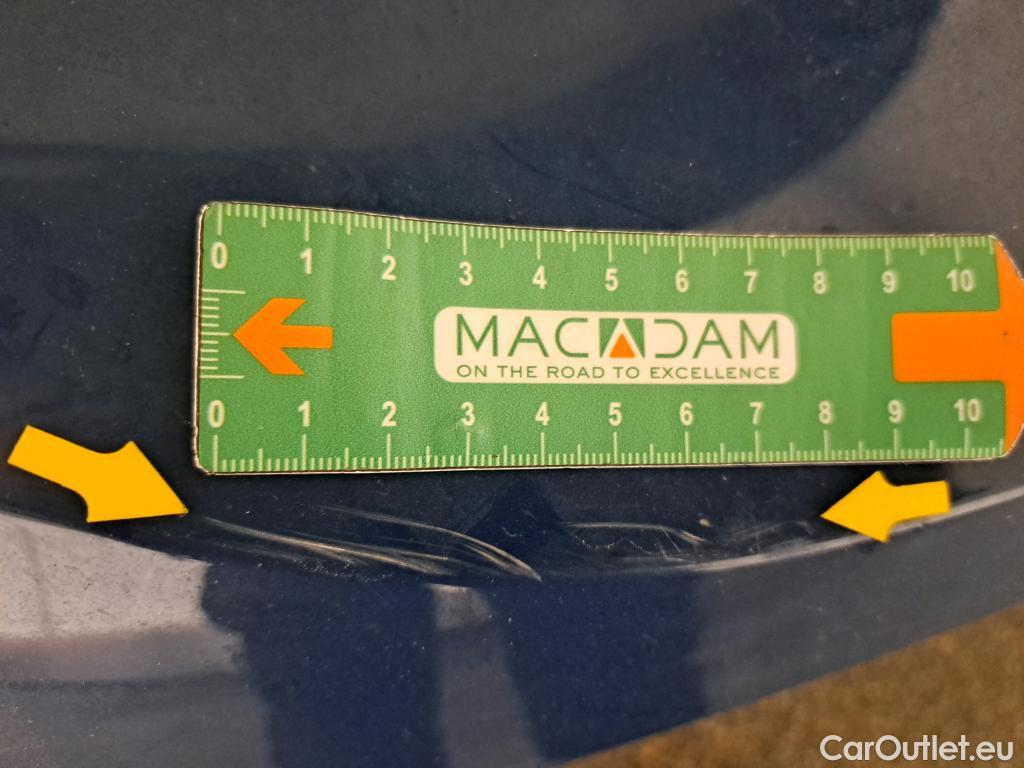 0 1 2 3 4 5 6 7 8 9 10
MACADAM
ON THE ROAD TO EXCELLENCE
0 1 2 3 4 5 6 7 8 9 10
CarOutlet.eu